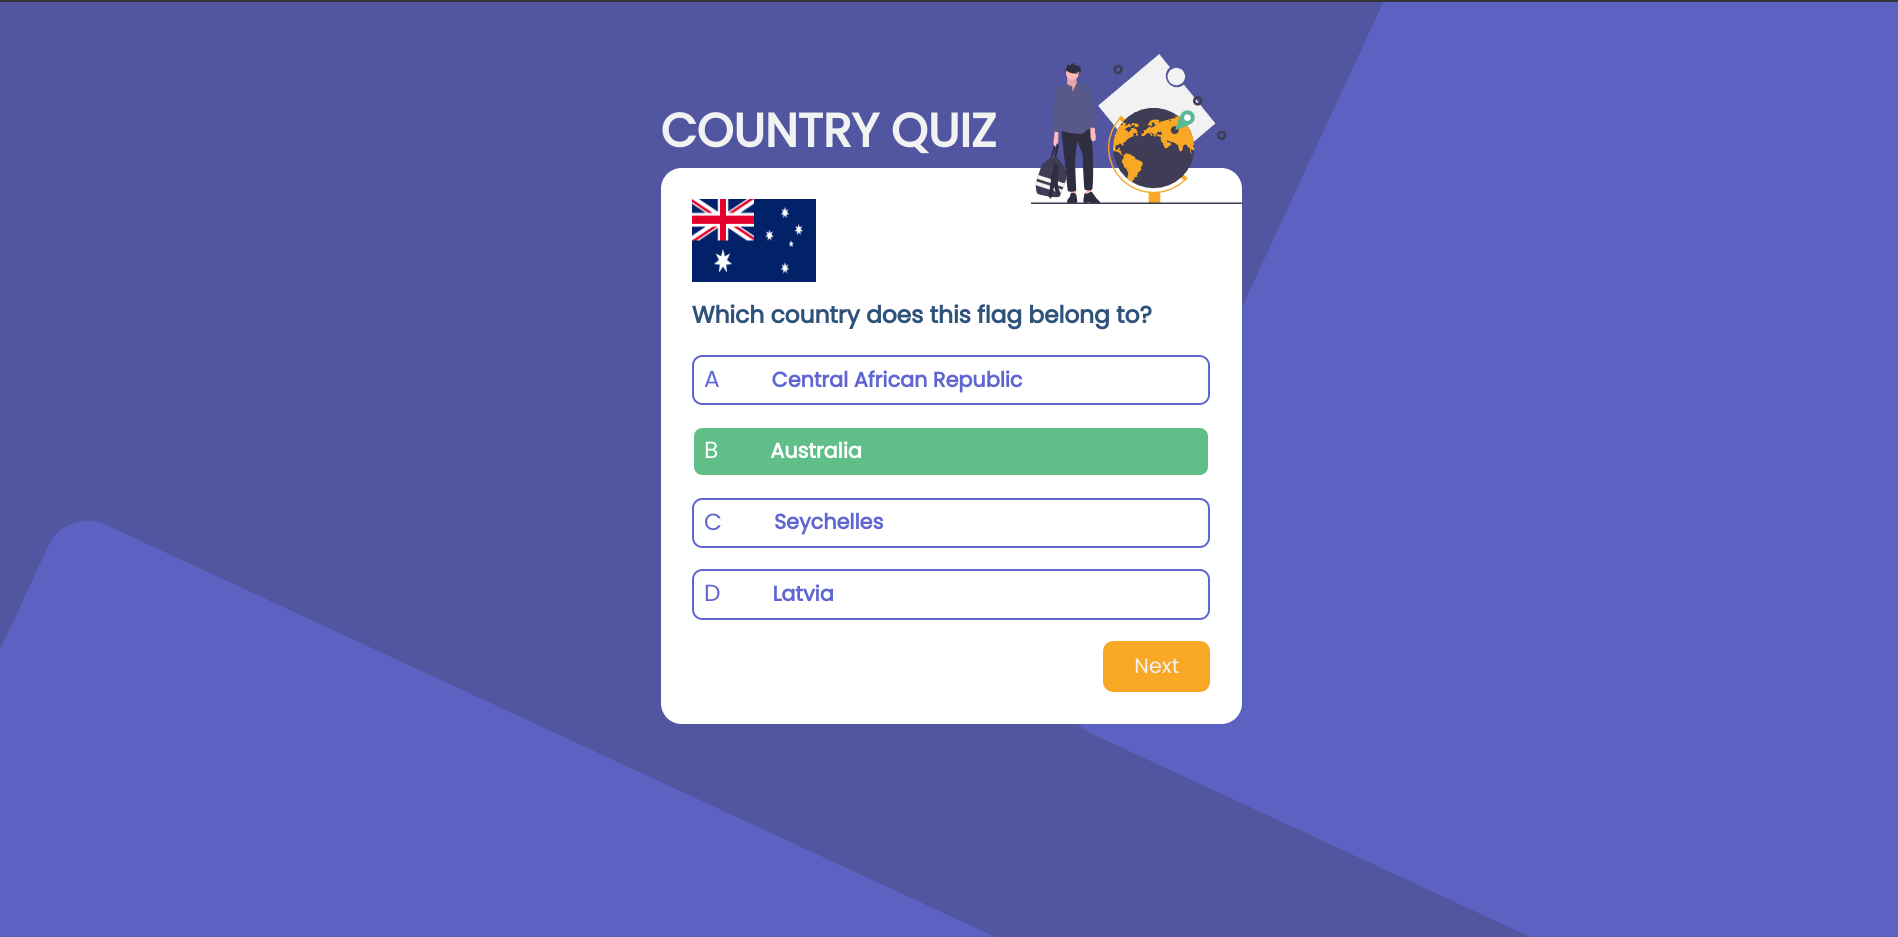 COUNTRY QUIZ
Which country does this flag belong to?
A Central African Republic
B Australia
C Seychelles
D Latvia
Next